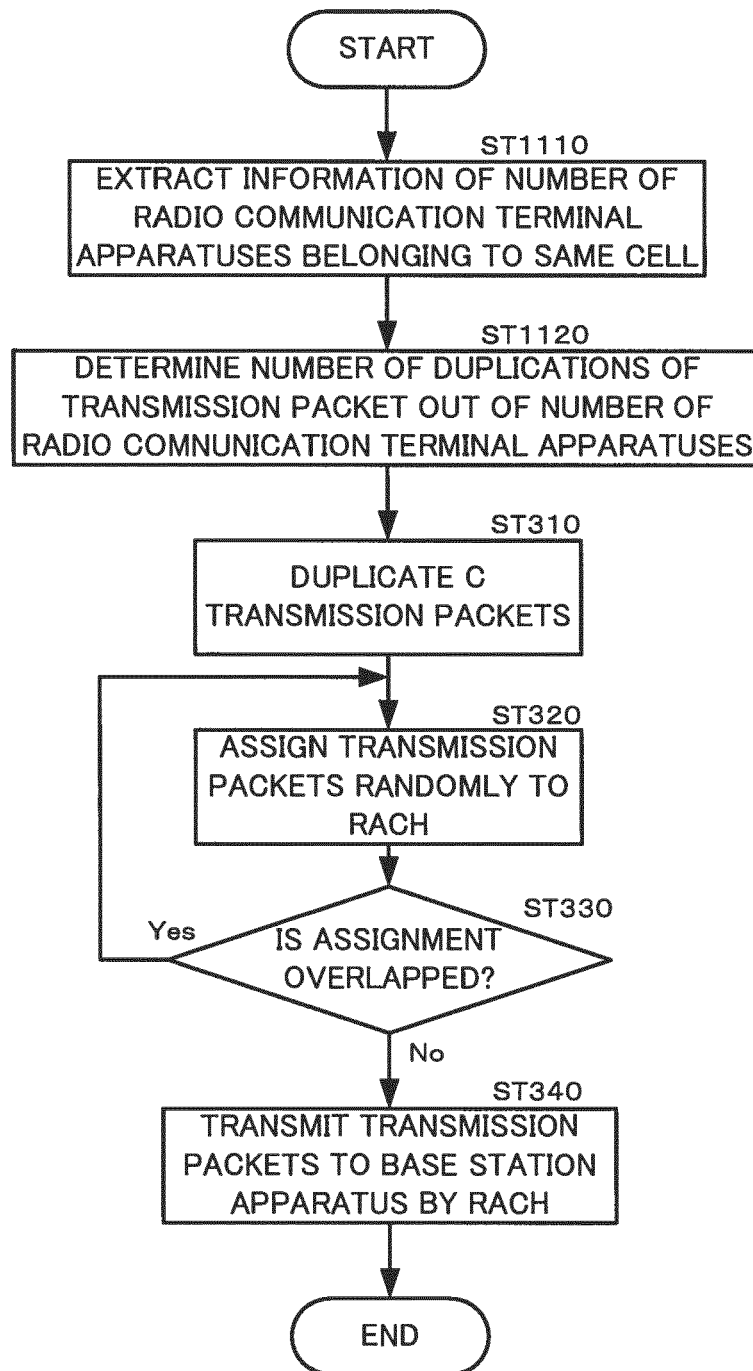 START
ST1110
EXTRACT INFORMATION OF NUMBER OF
RADIO COMMUNICATION TERMINAL
APPARATUSES BELONGING TO SAME CELL
ST1120
DETERMINE NUMBER OF DUPLICATIONS OF
TRANSMISSION PACKET OUT OF NUMBER OF
RADIO COMNUNICATION TERMINAL APPARATUSES
ST310
DUPLICATE C
TRANSMISSION PACKETS
ST320
ASSIGN TRANSMISSION
PACKETS RANDOMLY TO
RACH
ST330
Yes
IS ASSIGNMENT
OVERLAPPED?
No
ST340
TRANSMIT TRANSMISSION
PACKETS TO BASE STATION
APPARATUS BY RACH
END